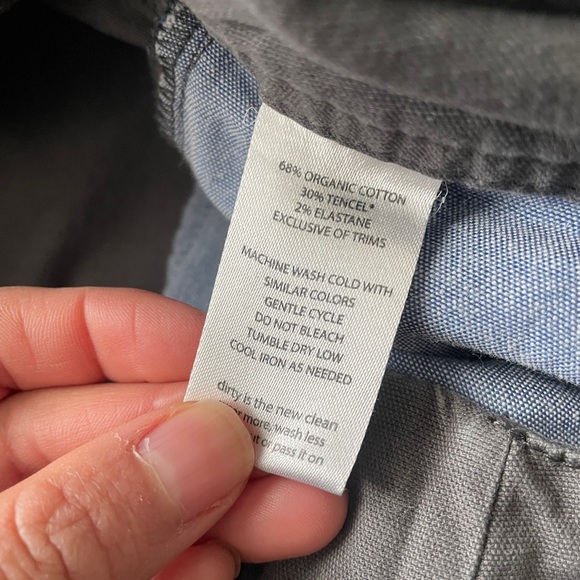 68% ORGANIC COTTON
30% TENCEL*
2% ELASTANE
EXCLUSIVE OF TRIMS
MACHINE WASH COLD WITH
SIMILAR COLORS
GENTLE CYCLE
DO NOT BLEACH
TUMBLE DRY LOW
COOL IRON AS NEEDED
dirty is the new clean
more, wash less
or pass it on